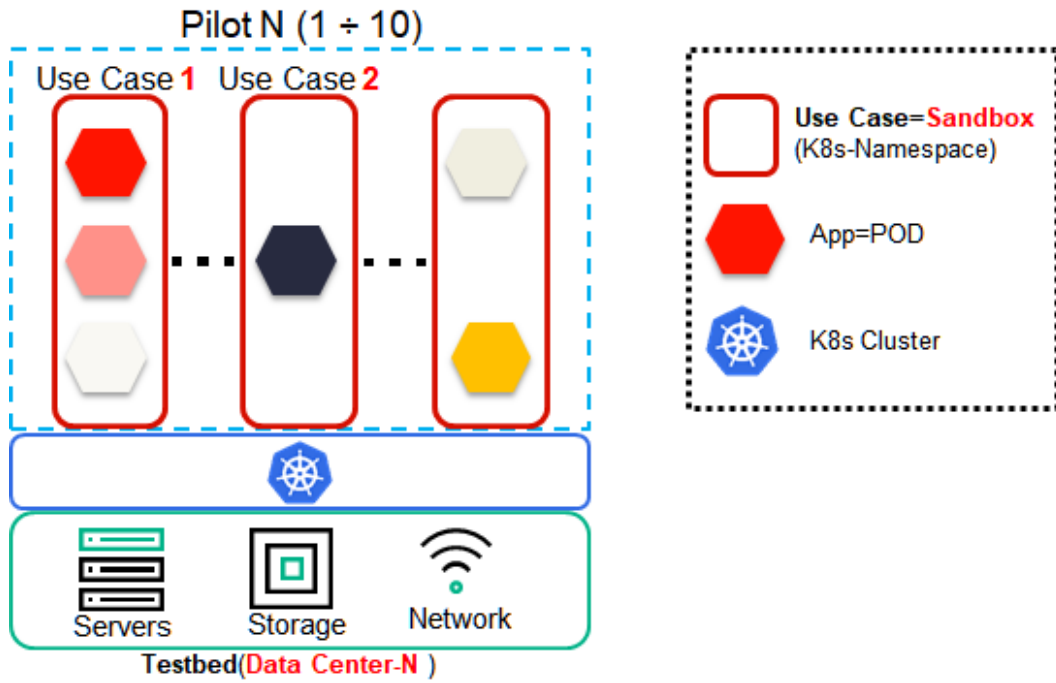 Pilot N (1 ÷ 10)
Use Case 1
Use Case 2
Servers
Storage
Network
Testbed(Data Center-N )
Use Case=Sandbox
(K8s-Namespace)
App=POD
K8s Cluster